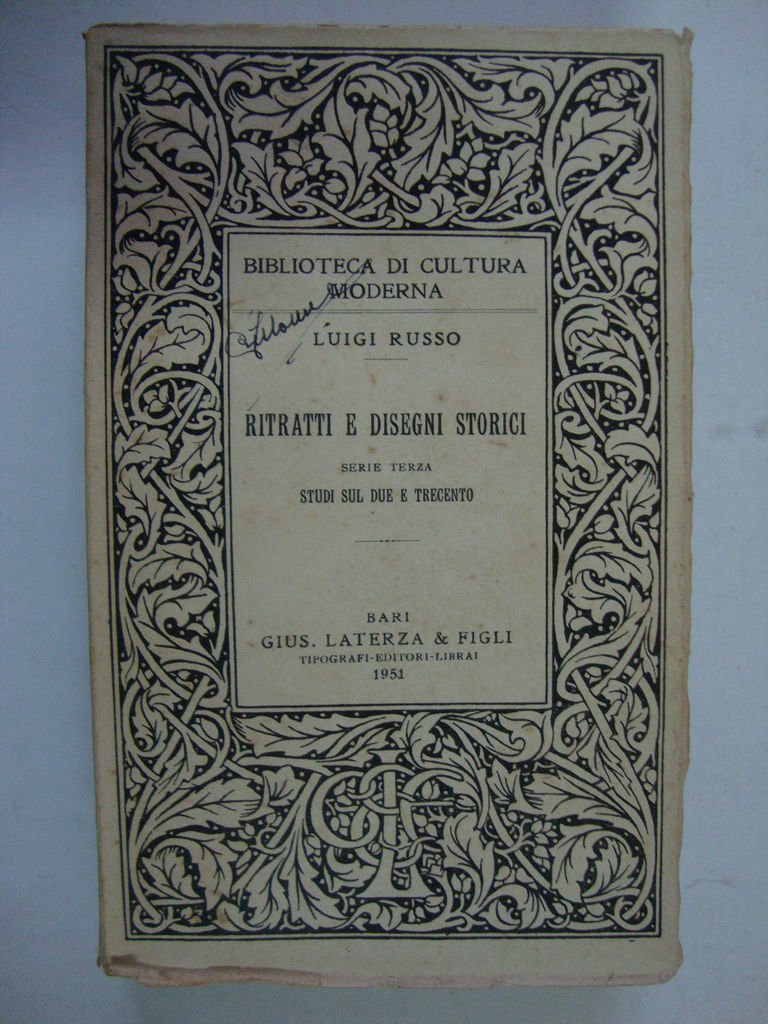 BIBLIOTECA DI CULTURA
MODERNA
LUIGI RUSSO
RITRATTI E DISEGNI STORICI
SERIE TERZA
STUDI SUL DUE E TRECENTO
BARI
GIUS. LATERZA & FIGLI
TIPOGRAFI-EDITORI-LIBRAI
1951